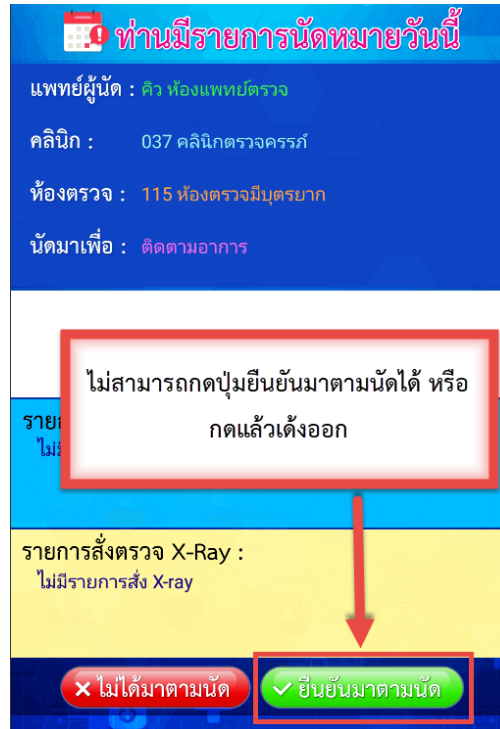 ท่านมีรายการนัดหมายวันนี้
แพทย์ผู้นัด : คิว ห้องแพทย์ตรวจ
คลินิก : 037 คลินิกตรวจครรภ์
ห้องตรวจ : 115 ห้องตรวจมีบุตรยาก
นัดมาเพื่อ : ติดตามอาการ
ไม่สามารถกดปุ่มยืนยันมาตามนัดได้ หรือ
กดแล้วเด้งออก
รายการสั่งตรวจ X-Ray :
ไม่มีรายการสั่ง X-ray
ไม่ได้มาตามนัด
ยืนยันมาตามนัด